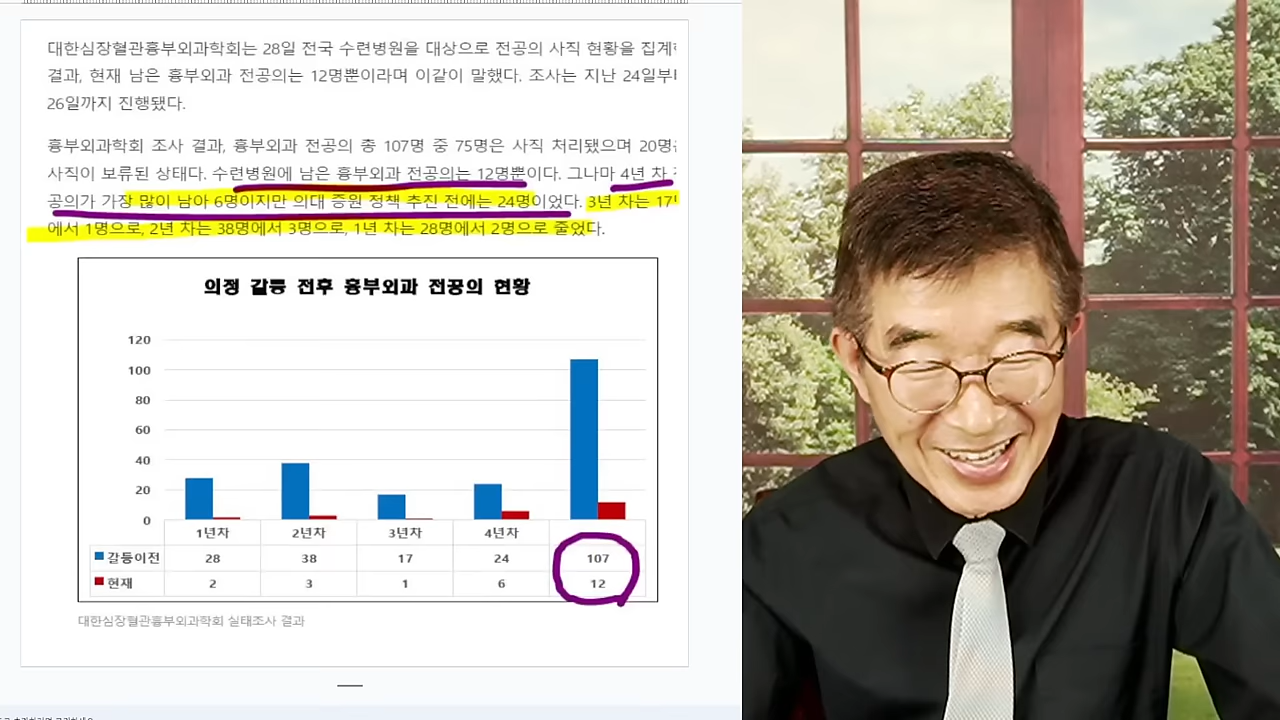 대한심장혈관흉부외과학회는 28일 전국 수련병원을 대상으로 전공의 사직 현황을
결과, 현재 남은 흉부외과 전공의는 12명뿐이라며 이같이 말했다. 조사는 지난
26일까지 진행됐다.
흉부외과학회 조사 결과, 흉부외과 전공의 총 107명 중 75명은 사직 처리됐으며
사직이 보류된 상태다. 수련병원에 남은 흉부외과 전공의는 12명뿐이다. 그나마 4년 차
공의가 가장 많이 남아 6명이지만 의대 증원 정책 추진 전에는 24명이었다. 3년 차는
에서 1명으로, 2년 차는 38명에서 3명으로, 1년 차는 28명에서 2명으로 줄었다.
의정 갈등 전후 흉부외과 전공의 현황
120
100
80
60
40
20
0
1년차 2년차 3년차 4년차
갈등이전 28 38 17 24 107
현재 2 3 1 6 12
대한심장혈관흉부외과학회 실태조사 결과